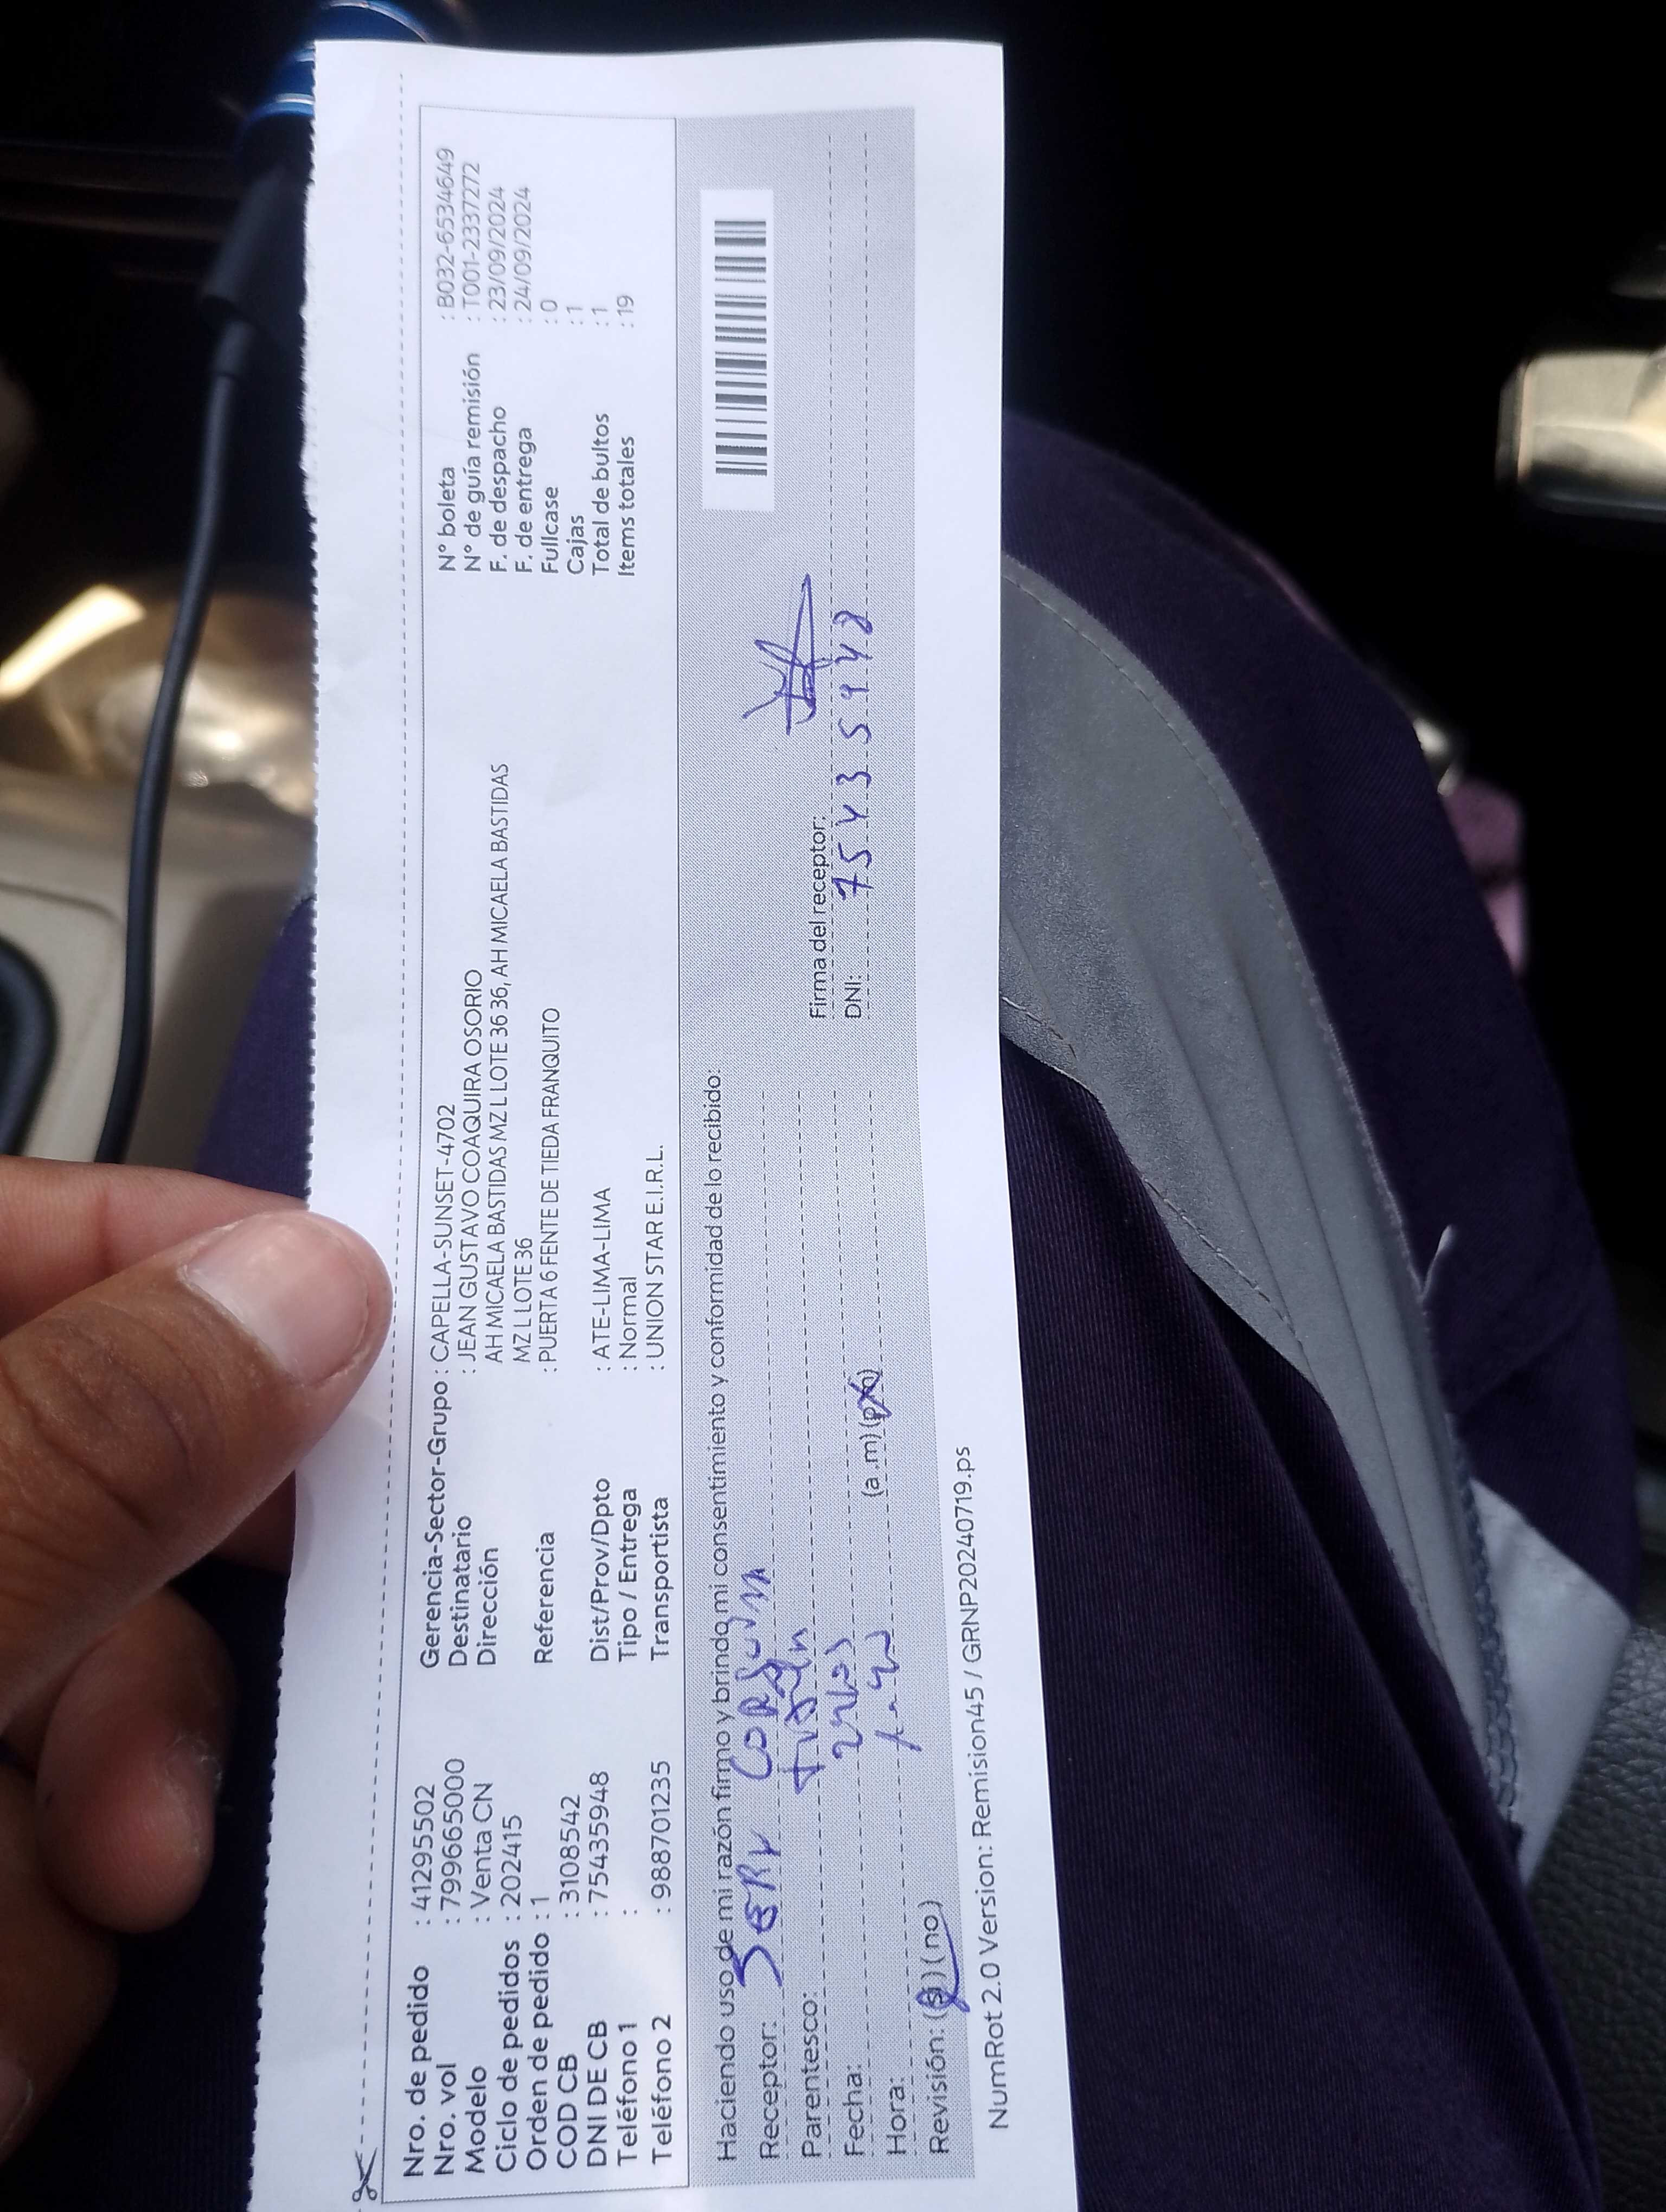 Nro. de pedido : 41295502
Nro. vol : 799665000
Modelo : Venta CN
Ciclo de pedidos : 202415
Orden de pedido : 1
COD CB : 3108542
DNI DE CB : 75435948
Teléfono 1 :
Teléfono 2 : 988701235
Gerencia-Sector-Grupo : CAPELLA-SUNSET-4702
Destinatario : JEAN GUSTAVO COAQUIRA OSORIO
Dirección AH MICAELA BASTIDAS MZ L LOTE 36 36, AH MICAELA BASTIDAS
MZ L LOTE 36
Referencia : PUERTA 6 FENTE DE TIEDA FRANQUITO
Dist/Prov/Dpto : ATE-LIMA-LIMA
Tipo / Entrega : Normal
Transportista : UNION STAR E.I.R.L.
N° boleta : B032-6534649
N° de guía remisión : T001-2337272
F. de despacho : 23/09/2024
F. de entrega : 24/09/2024
Fullcase : 0
Cajas : 1
Total de bultos : 1
Items totales : 19
Haciendo uso de mi razón firmo y brindo mi consentimiento y conformidad de lo recibido:
Receptor:
Parentesco:
Fecha:
Hora: (a .m) (p.m)
Revisión: (si) (no)
Firma del receptor:
DNI: 75435948
NumRot 2.0 Version: Remision45 / GRNP20240719.ps